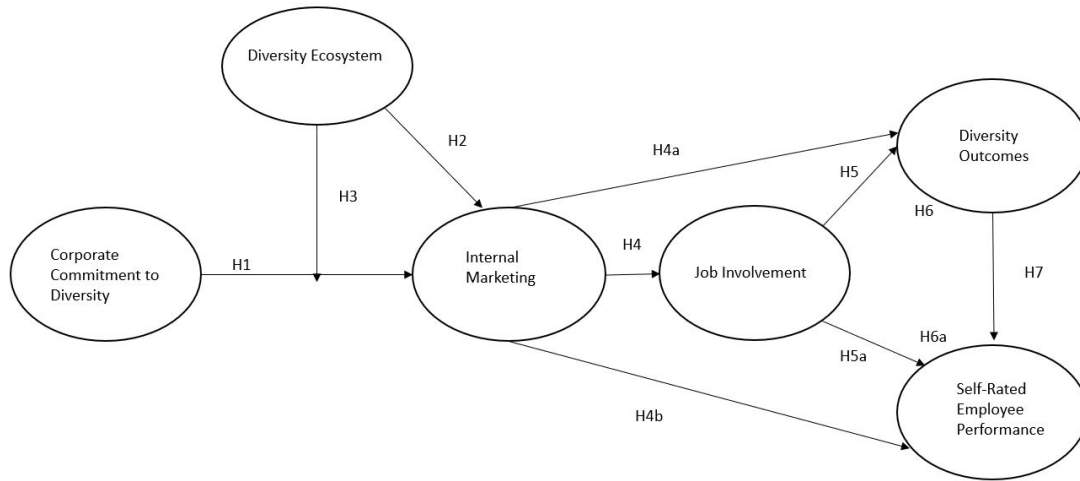 Diversity Ecosystem
H2
H3
Corporate
Commitment to
Diversity
H1
Internal
Marketing
H4a
H4
Job Involvement
H5
Diversity
Outcomes
H6
H7
H6a
H5a
H4b
Self-Rated
Employee
Performance